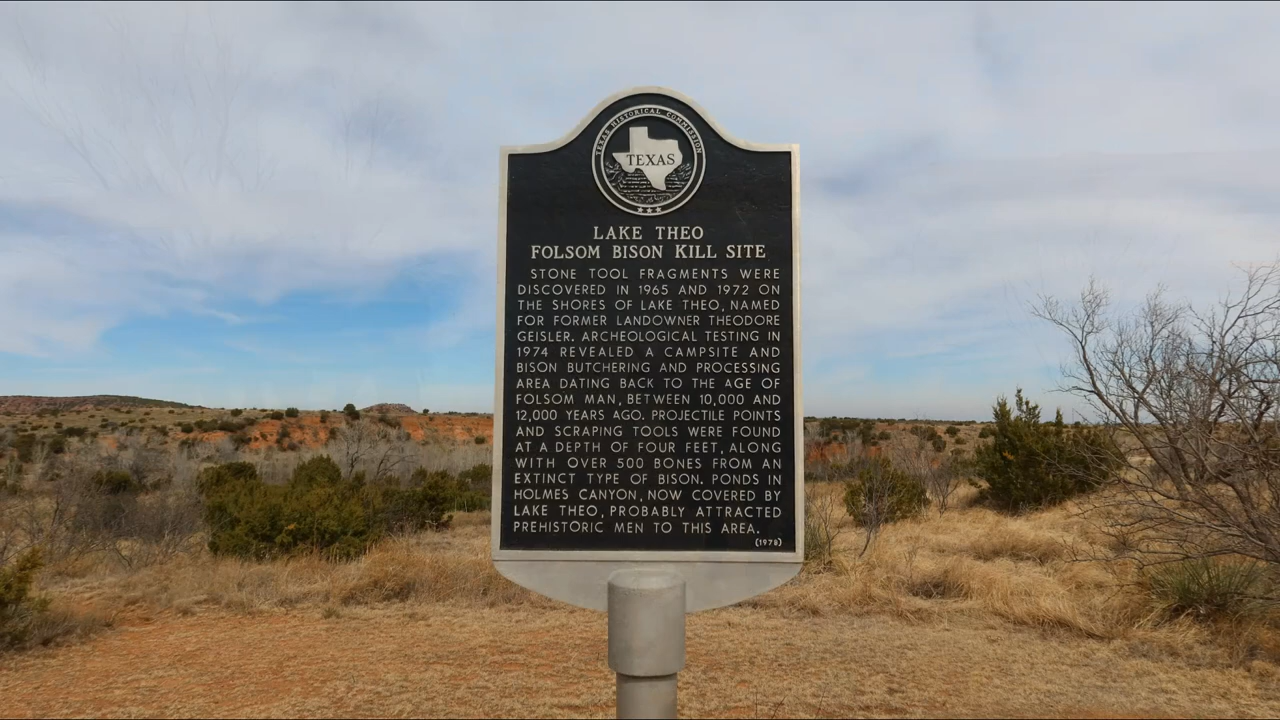 TEXAS HISTORICAL COMMISSION
TEXAS
LAKE THEO
FOLSOM BISON KILL SITE
STONE TOOL FRAGMENTS WERE
DISCOVERED IN 1965 AND 1972 ON
THE SHORES OF LAKE THEO, NAMED
FOR FORMER LANDOWNER THEODORE
GEISLER. ARCHEOLOGICAL TESTING IN
1974 REVEALED A CAMPSITE AND
BISON BUTCHERING AND PROCESSING
AREA DATING BACK TO THE AGE OF
FOLSOM MAN, BETWEEN 10,000 AND
12,000 YEARS AGO. PROJECTILE POINTS
AND SCRAPING TOOLS WERE FOUND
AT A DEPTH OF FOUR FEET, ALONG
WITH OVER 500 BONES FROM AN
EXTINCT TYPE OF BISON. PONDS IN
HOLMES CANYON, NOW COVERED BY
LAKE THEO, PROBABLY ATTRACTED
PREHISTORIC MEN TO THIS AREA.
(1978)